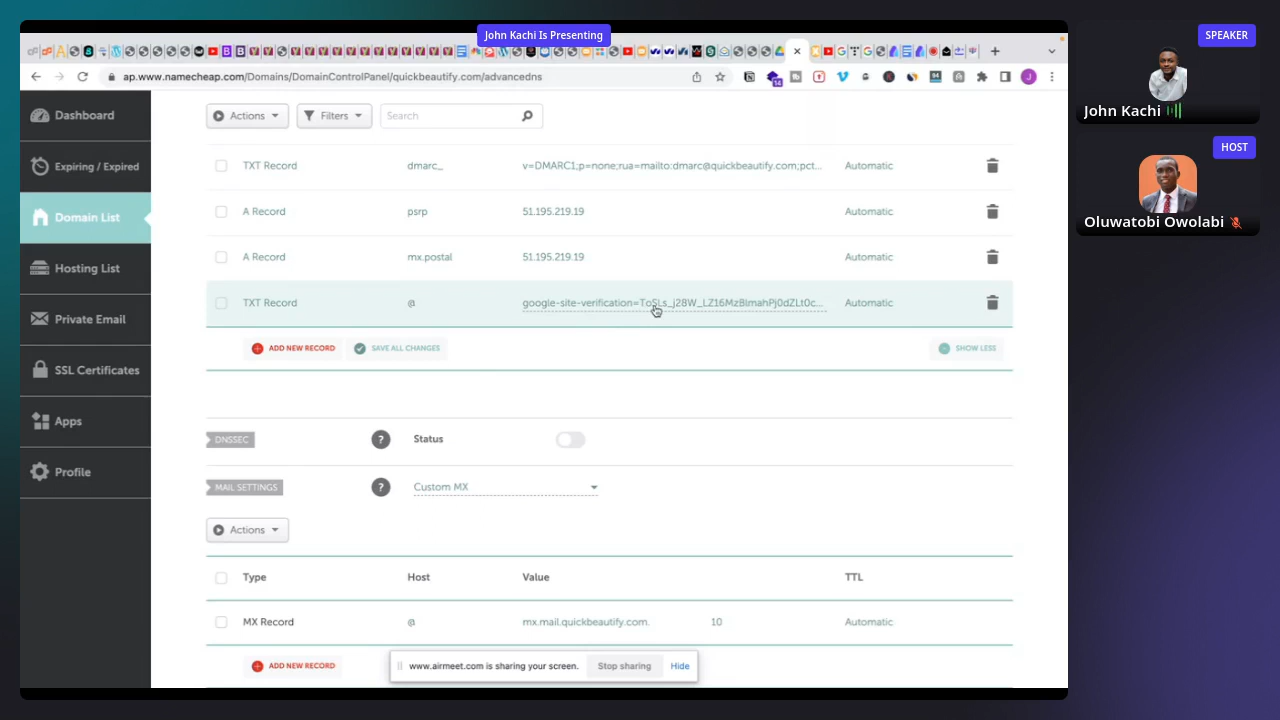 John Kachi Is Presenting
SPEAKER
John Kachi
HOST
Oluwatobi Owolabi
ap.www.namecheap.com/Domains/DomainControlPanel/quickbeautify.com/advancedns
Dashboard
Expiring / Expired
Domain List
Hosting List
Private Email
SSL Certificates
Apps
Profile
Actions Filters Search
TXT Record dmarc_ v=DMARC1;p=none;rua=mailto:dmarc@quickbeautify.com;pct... Automatic
A Record psrp 51.195.219.19 Automatic
A Record mx.postal 51.195.219.19 Automatic
TXT Record @ Automatic
ADD NEW RECORD SAVE ALL CHANGES SHOW LESS
DNSSEC ? Status
MAIL SETTINGS ? Custom MX
Actions
Type Host Value TTL
MX Record @ mx.mail.quickbeautify.com. 10 Automatic
ADD NEW RECORD
www.airmeet.com is sharing your screen. Stop sharing Hide